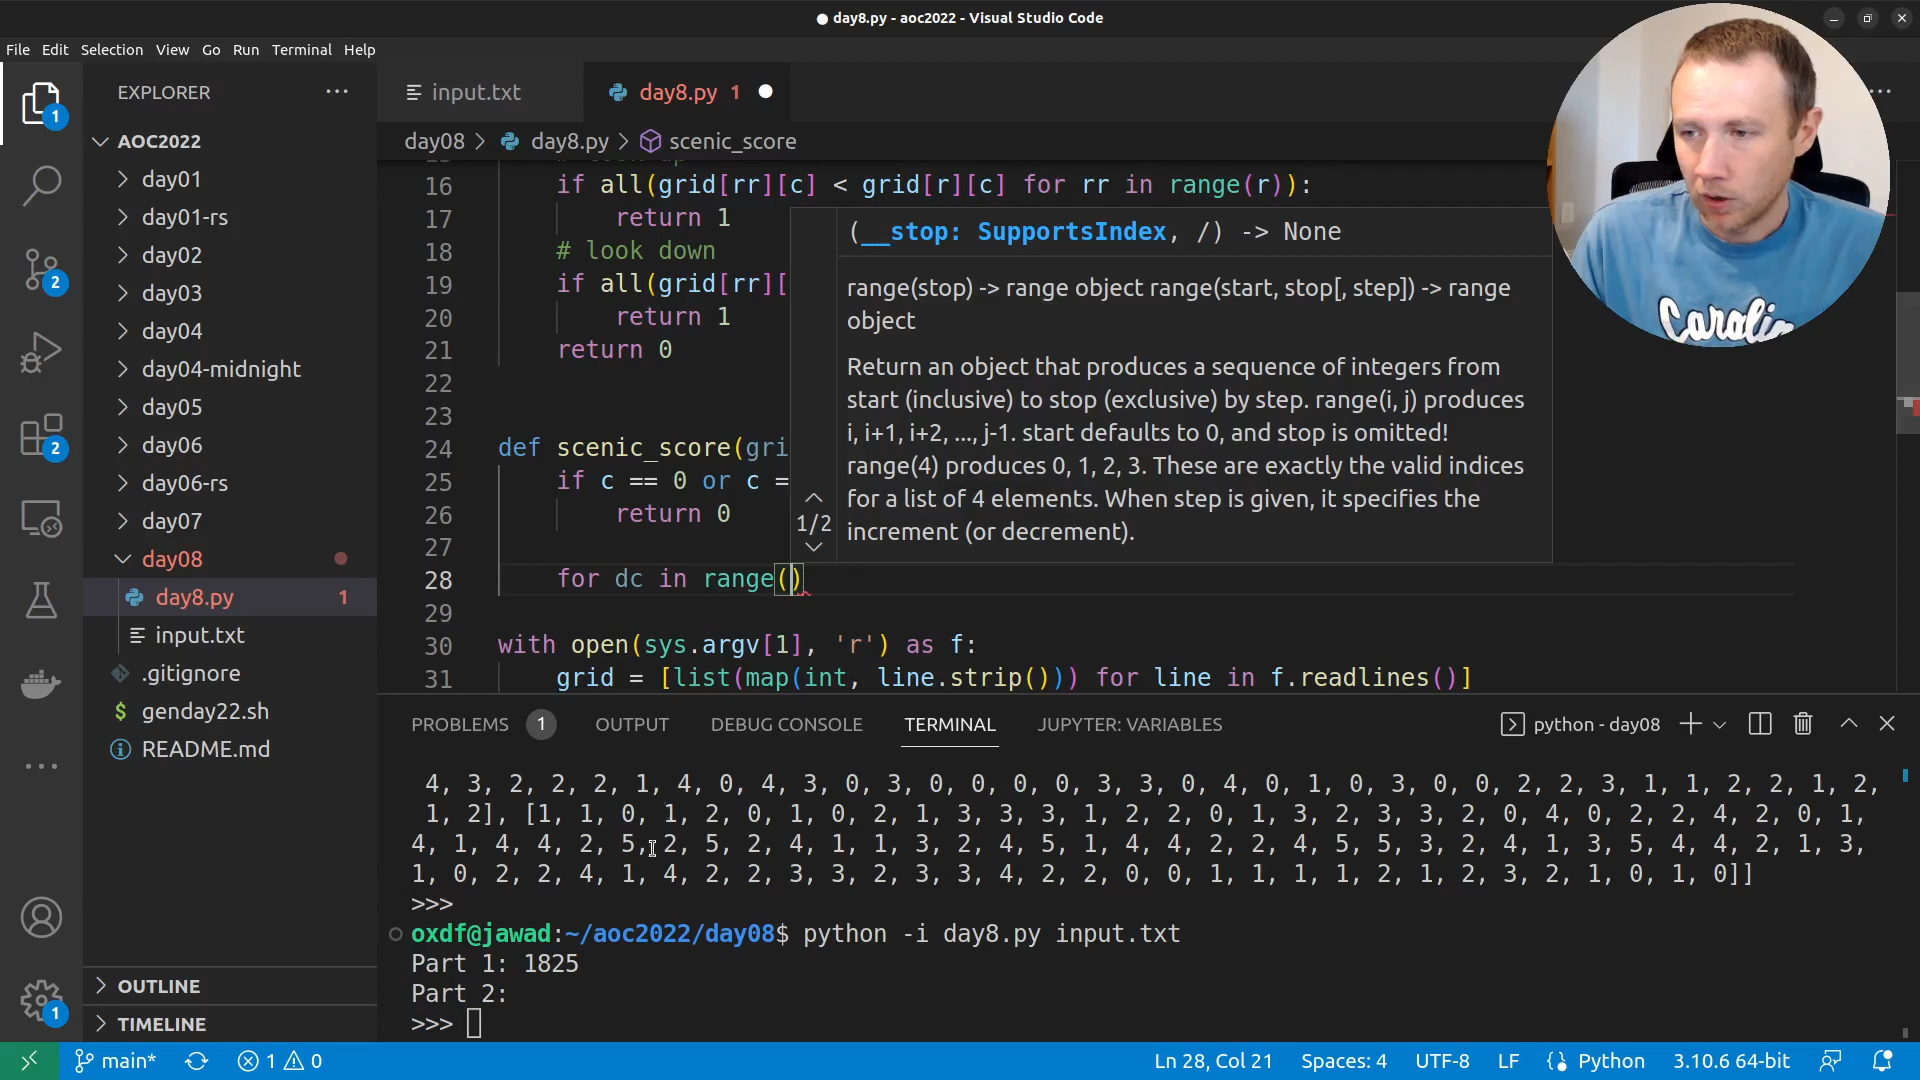 day8.py - aoc2022 - Visual Studio Code
File Edit Selection View Go Run Terminal Help
EXPLORER
AOC2022
day01
day01-rs
day02
day03
day04
day04-midnight
day05
day06
day06-rs
day07
day08
day8.py 1
input.txt
.gitignore
genday22.sh
README.md
OUTLINE
TIMELINE
1
2
2
1
input.txt
day8.py 1
day08 > day8.py > scenic_score
16 if all(grid[rr][c] < grid[r][c] for rr in range(r)):
17 return 1
18 # look down
19 if all(grid[rr][
20 return 1
21 return 0
22
23
24 def scenic_score(gri
25 if c == 0 or c =
26 return 0
27
28 for dc in range()
29
30 with open(sys.argv[1], 'r') as f:
31 grid = [list(map(int, line.strip())) for line in f.readlines()]
1/2
(__stop: SupportsIndex, /) -> None
range(stop) -> range object range(start, stop[, step]) -> range
object
Return an object that produces a sequence of integers from
start (inclusive) to stop (exclusive) by step. range(i, j) produces
i, i+1, i+2, ..., j-1. start defaults to 0, and stop is omitted!
range(4) produces 0, 1, 2, 3. These are exactly the valid indices
for a list of 4 elements. When step is given, it specifies the
increment (or decrement).
PROBLEMS 1 OUTPUT DEBUG CONSOLE TERMINAL JUPYTER: VARIABLES python - day08
4, 3, 2, 2, 2, 1, 4, 0, 4, 3, 0, 3, 0, 0, 0, 0, 3, 3, 0, 4, 0, 1, 0, 3, 0, 0, 2, 2, 3, 1, 1, 2, 2, 1, 2,
1, 2], [1, 1, 0, 1, 2, 0, 1, 0, 2, 1, 3, 3, 3, 1, 2, 2, 0, 1, 3, 2, 3, 3, 2, 0, 4, 0, 2, 2, 4, 2, 0, 1,
4, 1, 4, 4, 2, 5, 2, 5, 2, 4, 1, 1, 3, 2, 4, 5, 1, 4, 4, 2, 2, 4, 5, 5, 3, 2, 4, 1, 3, 5, 4, 4, 2, 1, 3,
1, 0, 2, 2, 4, 1, 4, 2, 2, 3, 3, 2, 3, 3, 4, 2, 2, 0, 0, 1, 1, 1, 1, 2, 1, 2, 3, 2, 1, 0, 1, 0]]
>>>
oxdf@jawad:~/aoc2022/day08$ python -i day8.py input.txt
Part 1: 1825
Part 2:
>>>
main* 1 0 Ln 28, Col 21 Spaces: 4 UTF-8 LF Python 3.10.6 64-bit